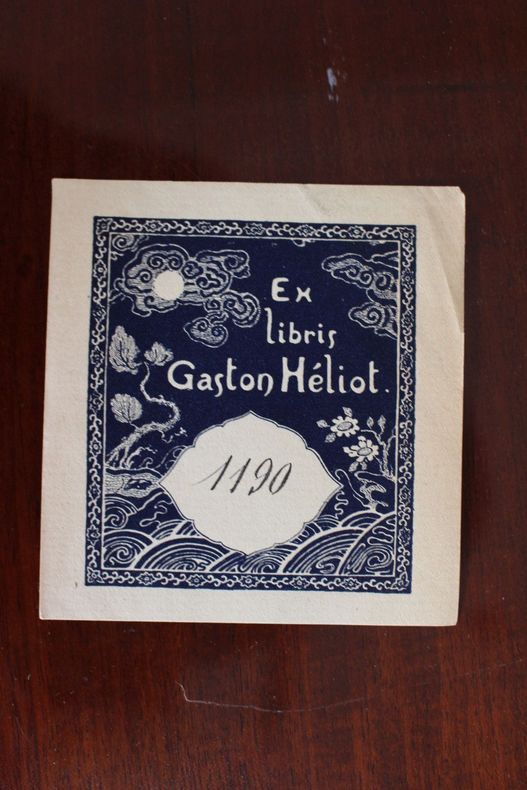 Ex
libris
Gaston Héliot.
1190